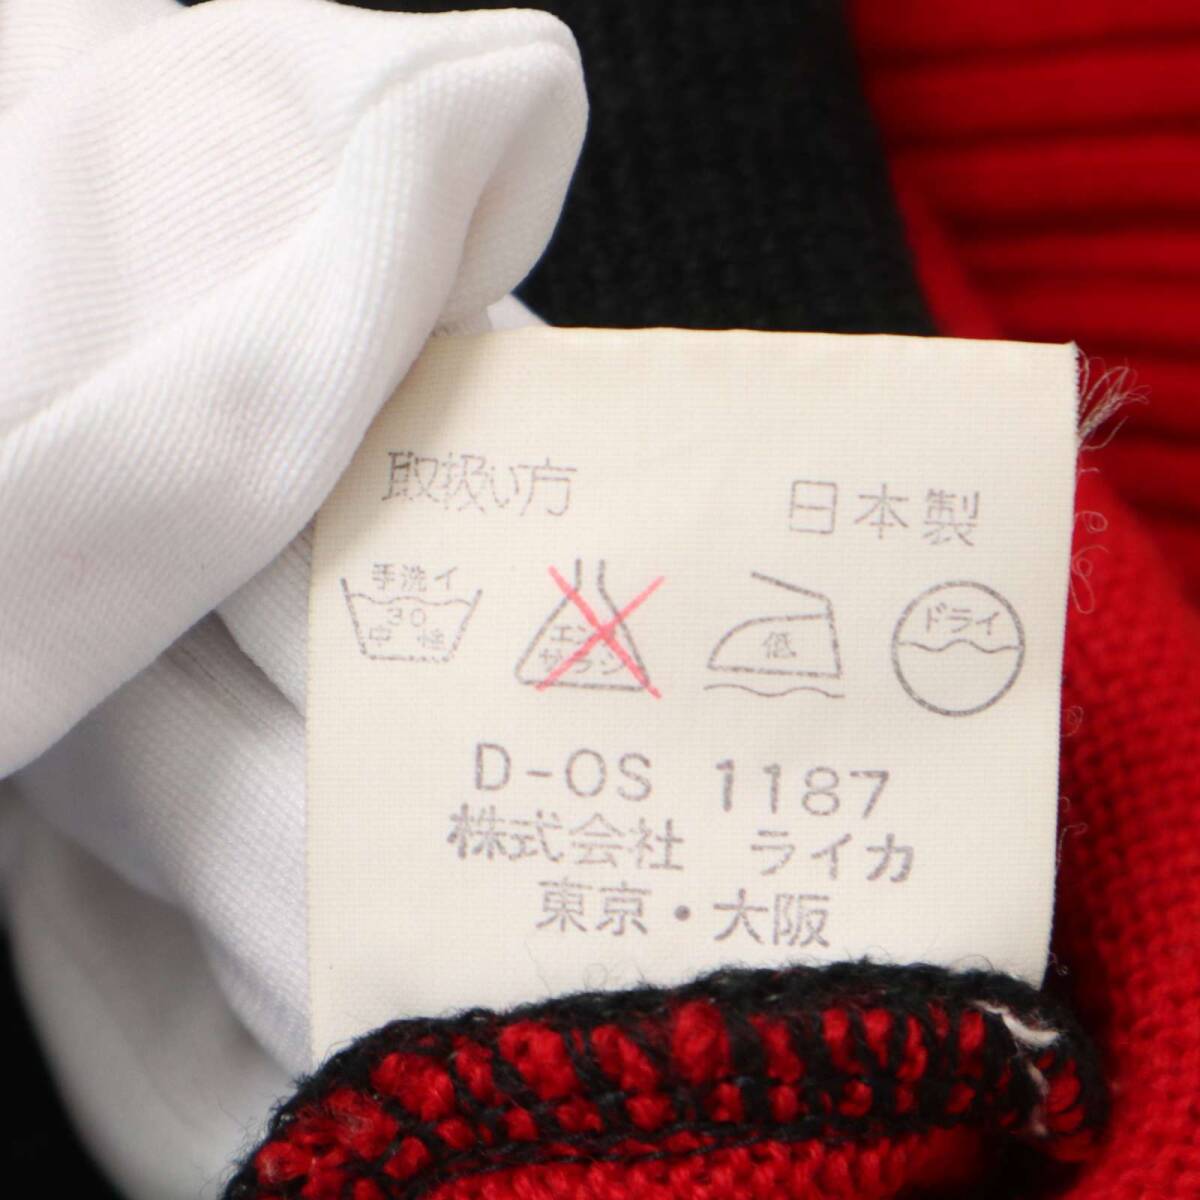 取扱い方
日本製
手洗イ
30
中性
エンソ
サラシ
低
ドライ
D-OS 1187
株式会社 ライカ
東京・大阪